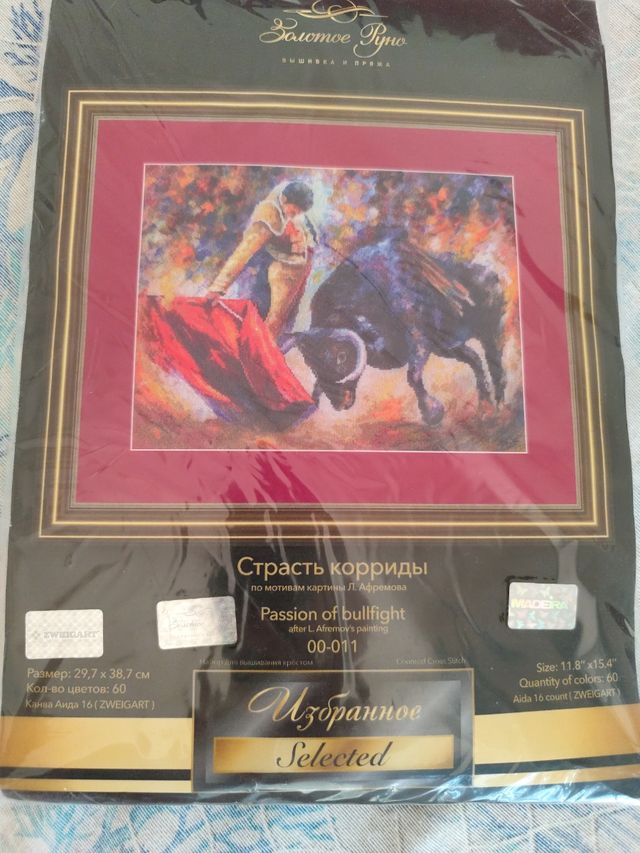 Золотое Руно
ВЫШИВКА И ПРЯЖА
Страсть корриды
по мотивам картины Л. Афремова
Passion of bullfight
after L. Afremov's painting
00-011
ZWEIGART
MADEIRA
Набор для вышивания крестом
Counted Cross Stitch
Размер: 29,7 x 38,7 см
Кол-во цветов: 60
Канва Аида 16 ( ZWEIGART )
Size: 11.8" x15.4"
Quantity of colors: 60
Aida 16 count ( ZWEIGART )
Избранное
Selected